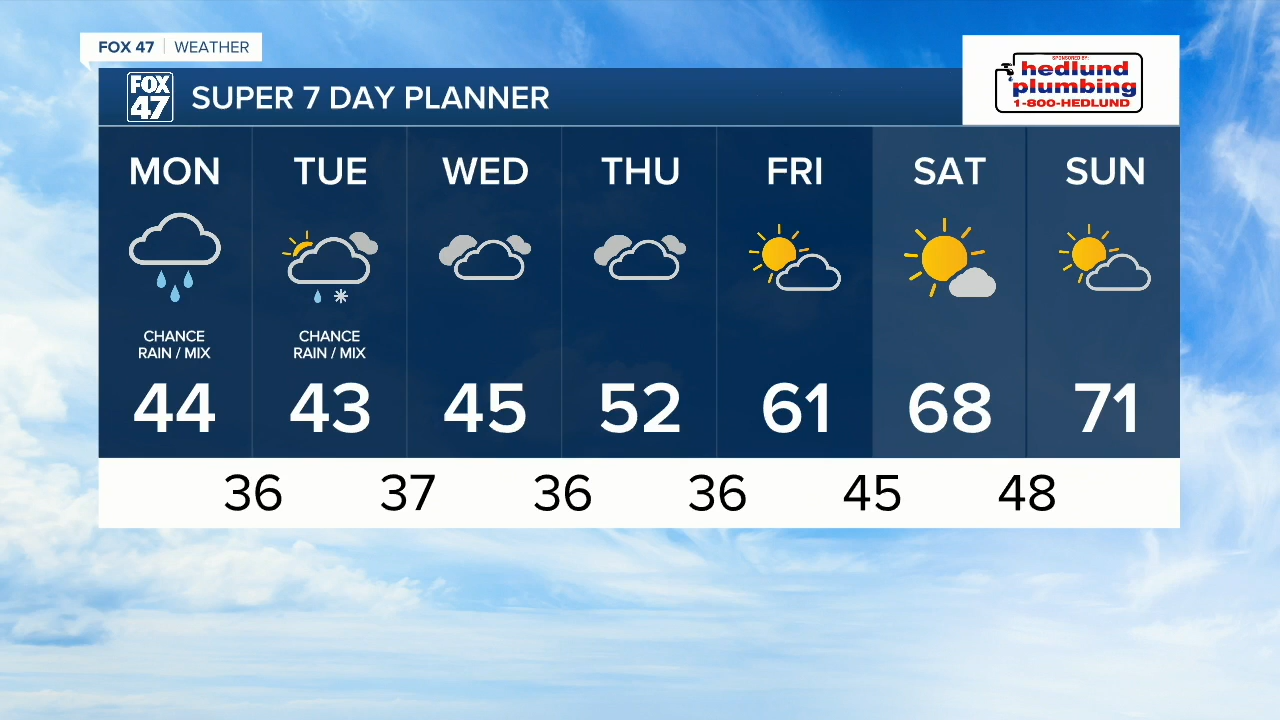 FOX 47 | WEATHER
FOX
47
SUPER 7 DAY PLANNER
SPONSORED BY:
hedlund
plumbing
1-800-HEDLUND
MON TUE WED THU FRI SAT SUN
CHANCE CHANCE
RAIN / MIX RAIN / MIX
44 43 45 52 61 68 71
36 37 36 36 45 48